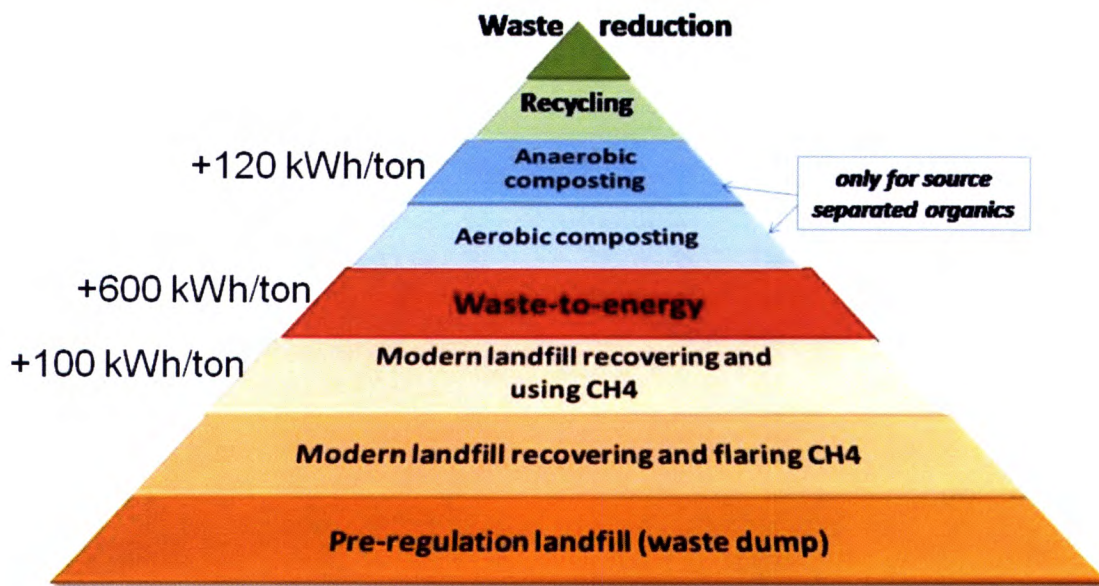 Waste reduction
Recycling
+120 kWh/ton
Anaerobic
composting
only for source
separated organics
Aerobic composting
+600 kWh/ton
Waste-to-energy
+100 kWh/ton
Modern landfill recovering and
using CH4
Modern landfill recovering and flaring CH4
Pre-regulation landfill (waste dump)